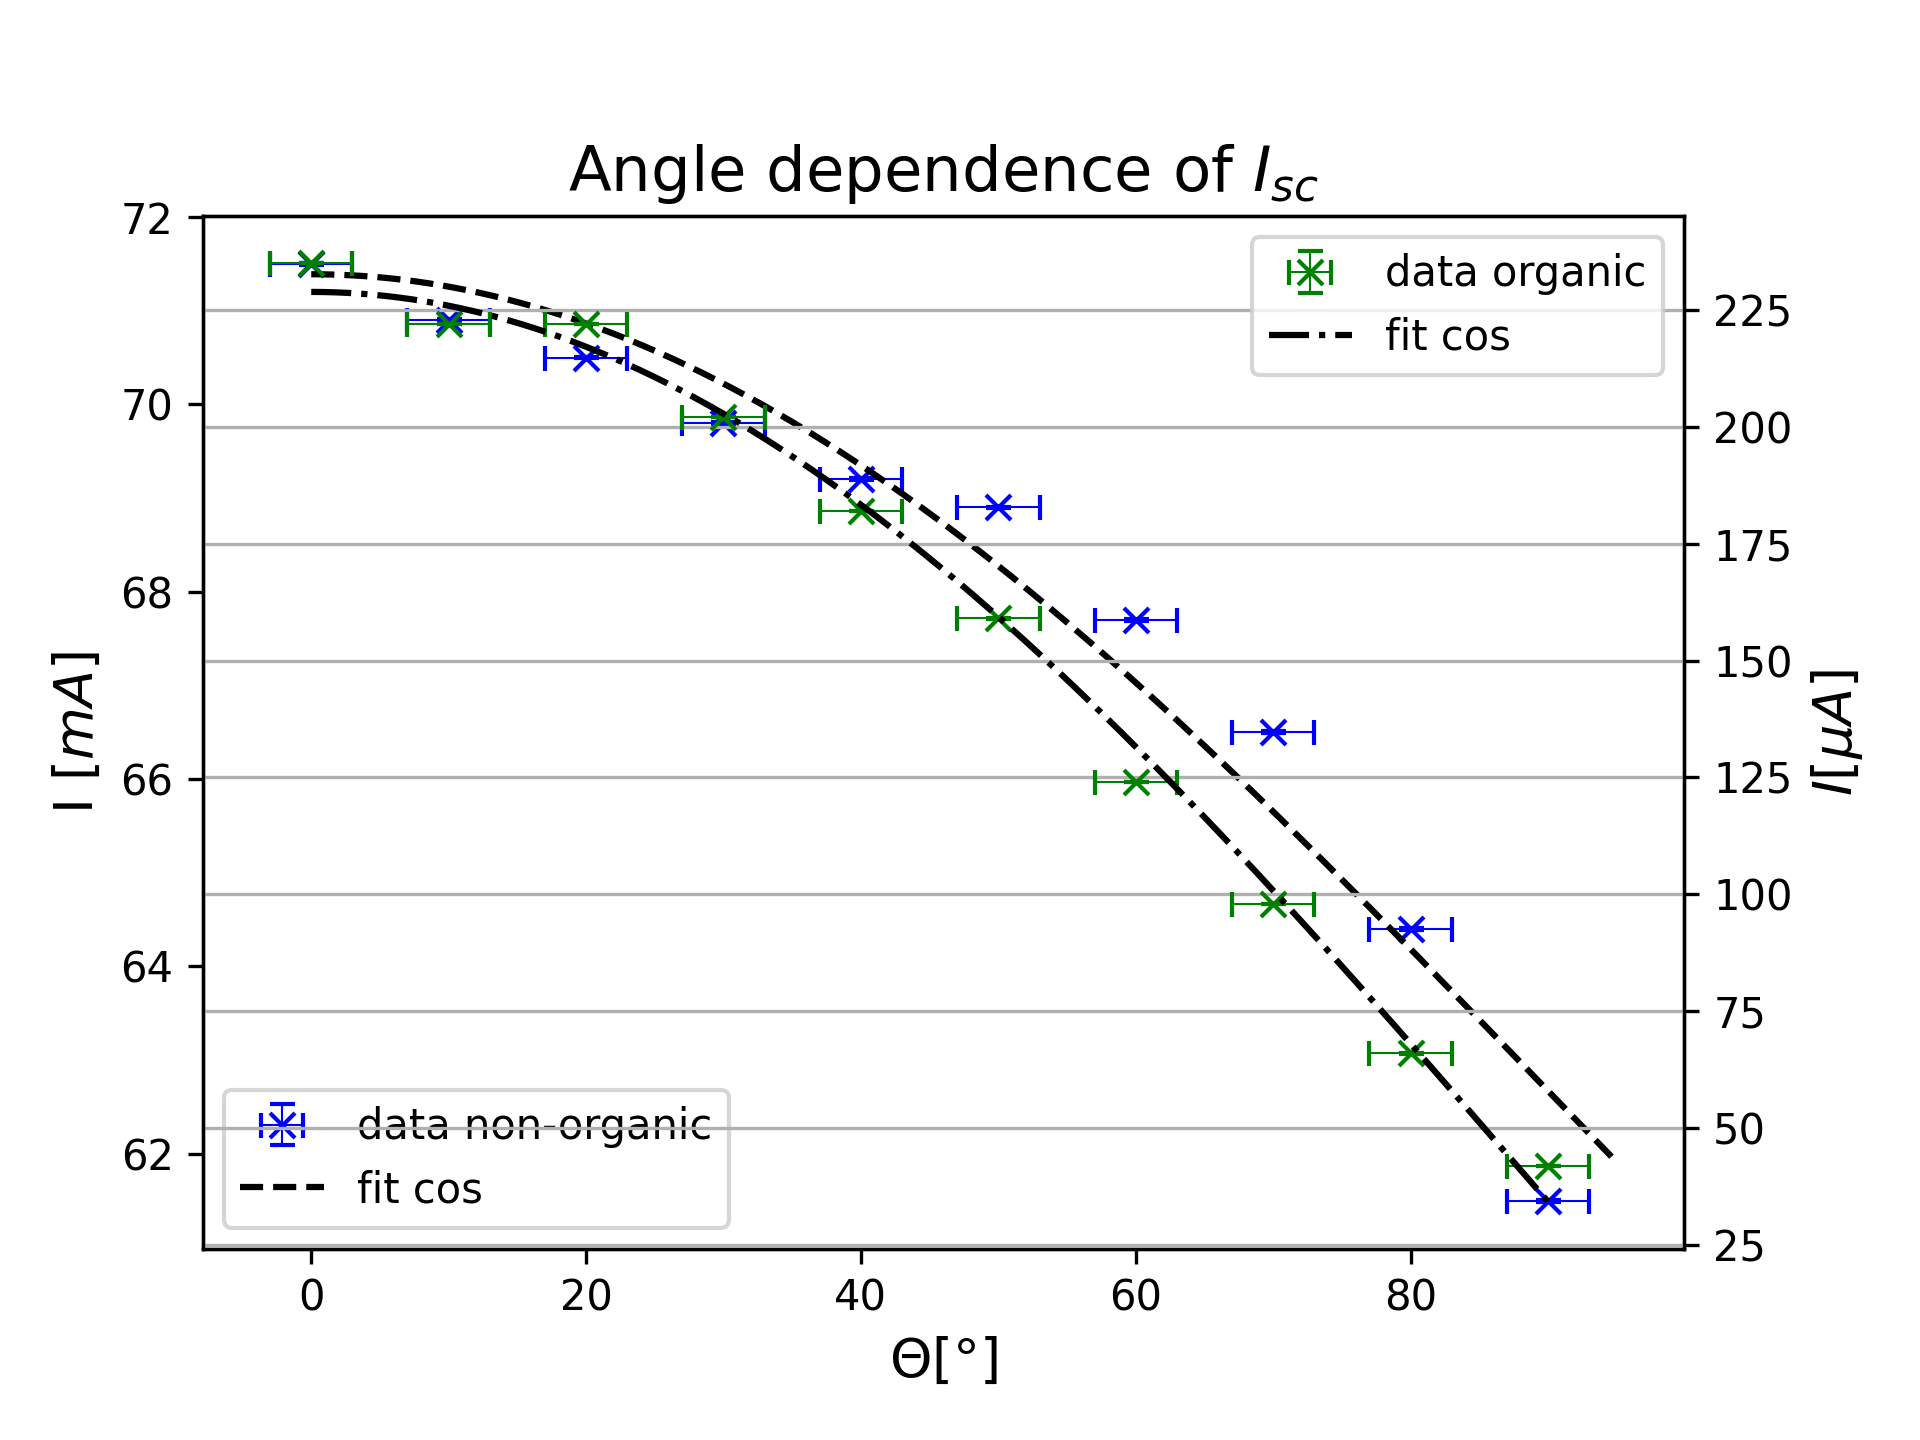 Angle dependence of I_sc
72
70
68
66
64
62
I [mA]
225
200
175
150
125
100
75
50
25
I[μA]
data organic
fit cos
data non-organic
fit cos
0 20 40 60 80
Θ[°]